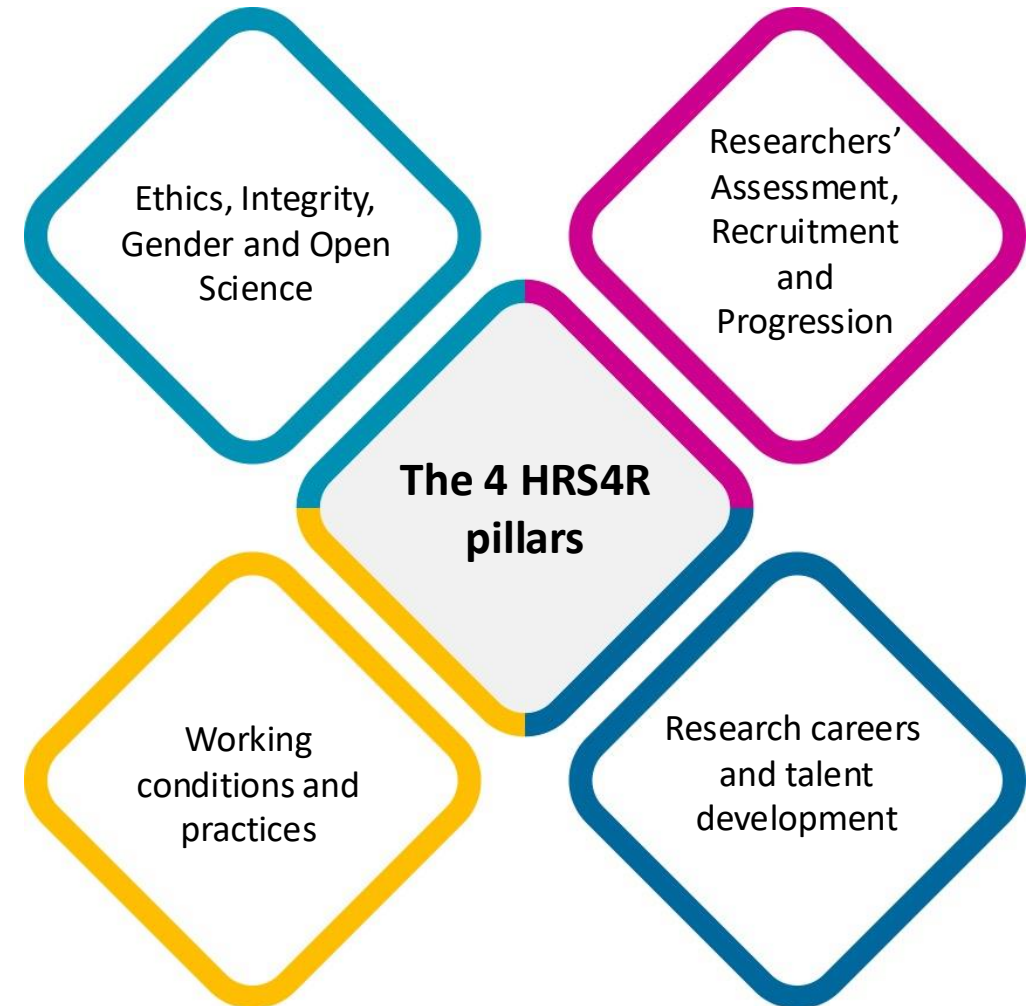 Ethics, Integrity,
Gender and Open
Science
Researchers’
Assessment,
Recruitment
and
Progression
The 4 HRS4R
pillars
Working
conditions and
practices
Research careers
and talent
development